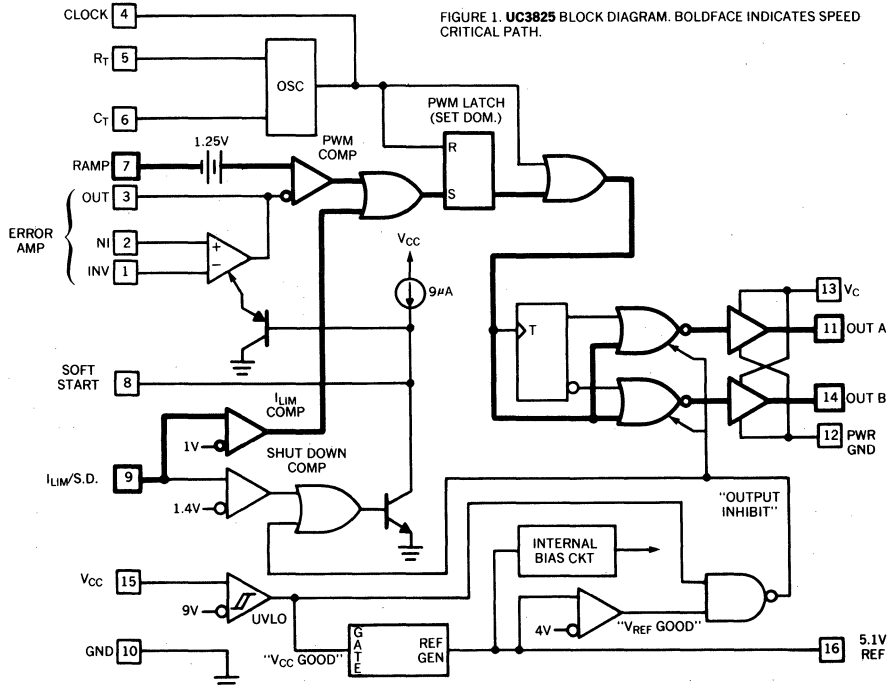 FIGURE 1. UC3825 BLOCK DIAGRAM. BOLDFACE INDICATES SPEED
CRITICAL PATH.
CLOCK 4
RT 5
OSC
CT 6
PWM LATCH
(SET DOM.)
1.25V
PWM
COMP
R
S
RAMP 7
OUT 3
ERROR
AMP
NI 2
INV 1
+
−
VCC
9μA
13 VC
T
11 OUT A
SOFT
START
8
14 OUT B
ILIM
COMP
12 PWR
GND
1V
SHUT DOWN
COMP
ILIM/S.D. 9
1.4V
"OUTPUT
INHIBIT"
INTERNAL
BIAS CKT
VCC 15
9V
UVLO
4V
"VREF GOOD"
GND 10
"VCC GOOD"
GATE
REF
GEN
16
5.1V
REF